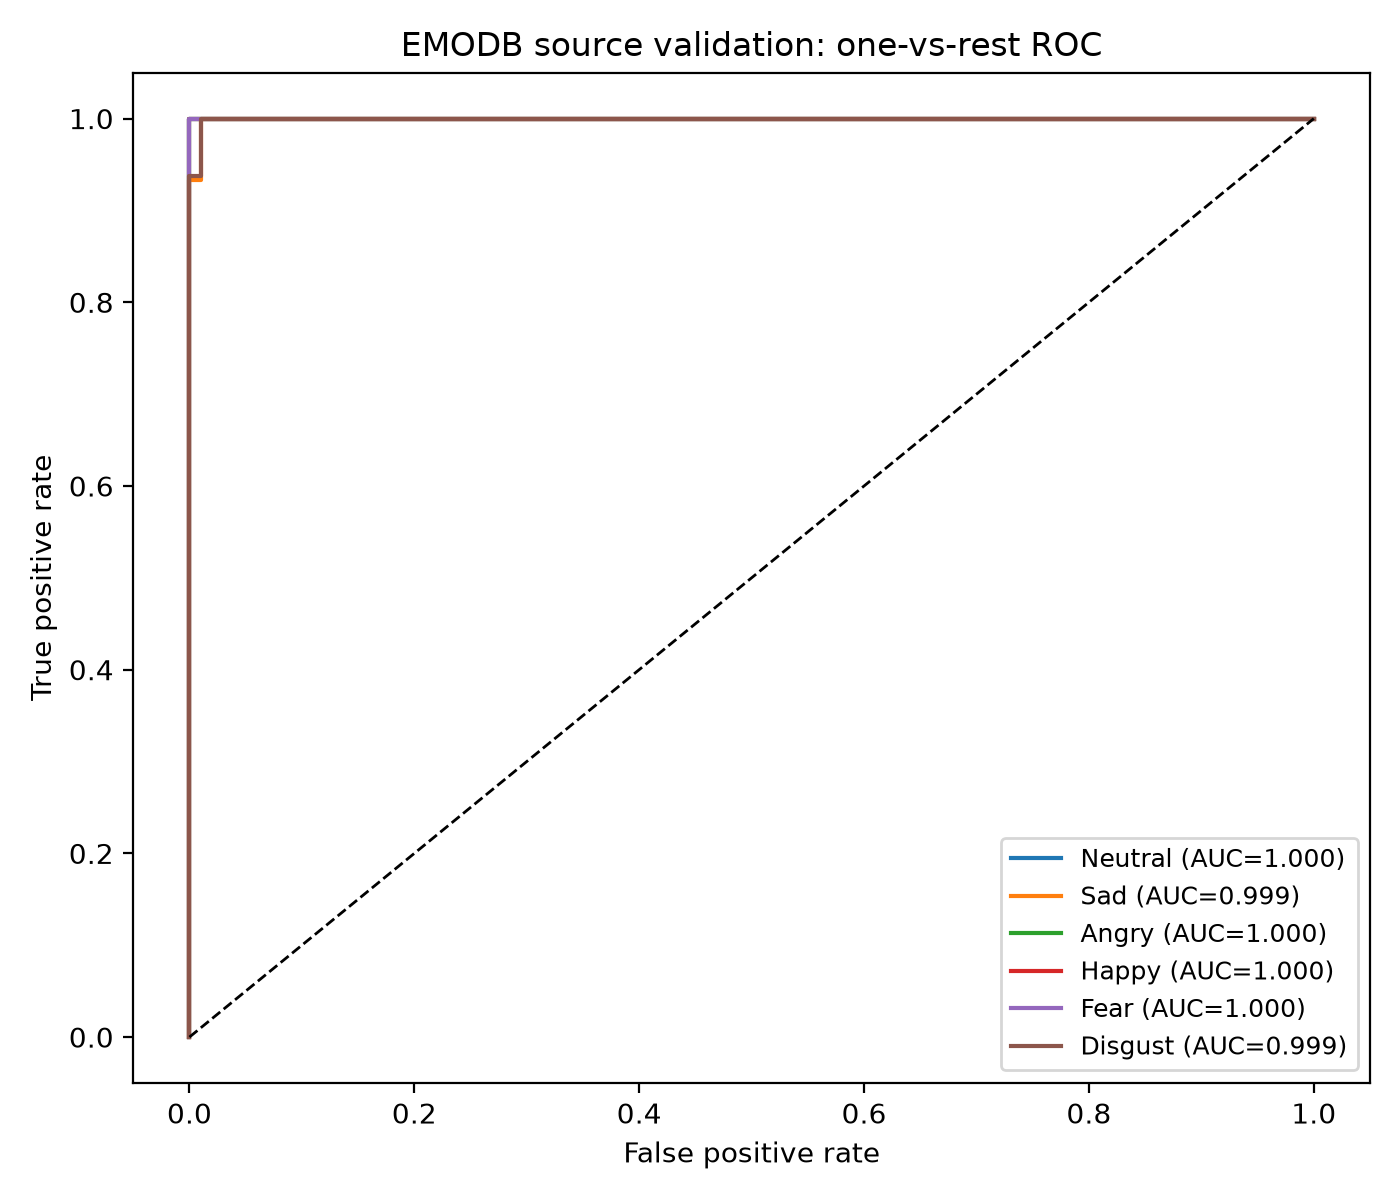 EMODB source validation: one-vs-rest ROC
True positive rate
1.0
0.8
0.6
0.4
0.2
0.0
0.0 0.2 0.4 0.6 0.8 1.0
False positive rate
Neutral (AUC=1.000)
Sad (AUC=0.999)
Angry (AUC=1.000)
Happy (AUC=1.000)
Fear (AUC=1.000)
Disgust (AUC=0.999)